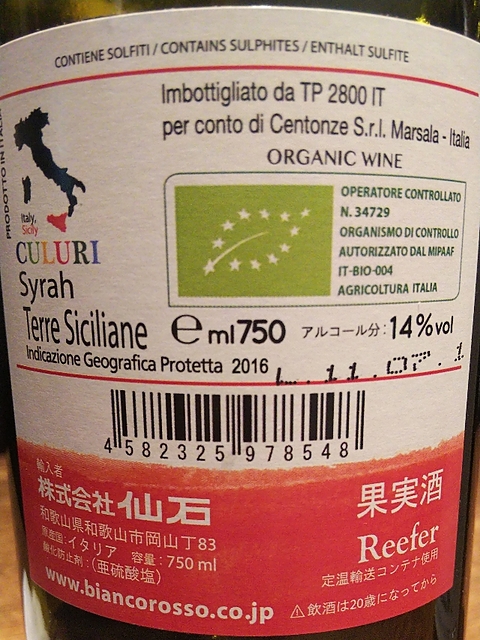 CONTIENE SOLFITI / CONTAINS SULPHITES / ENTHALT SULFITE
Imbottigliato da TP 2800 IT
per conto di Centonze S.r.l. Marsala - Italia
ORGANIC WINE
PRODOTTO IN ITALIA
Italy,
Sicily
CULURI
Syrah
Terre Siciliane
Indicazione Geografica Protetta 2016
OPERATORE CONTROLLATO
N. 34729
ORGANISMO DI CONTROLLO
AUTORIZZATO DAL MIPAAF
IT-BIO-004
AGRICOLTURA ITALIA
e ml750 アルコール分:14%vol
L. 11.07.1
4 582325 978548
輸入者
株式会社 仙石
和歌山県和歌山市岡山丁83
原産国:イタリア 容量:750 ml
酸化防止剤:(亜硫酸塩)
www.biancorosso.co.jp
果実酒
Reefer
定温輸送コンテナ使用
⚠飲酒は20歳になってから